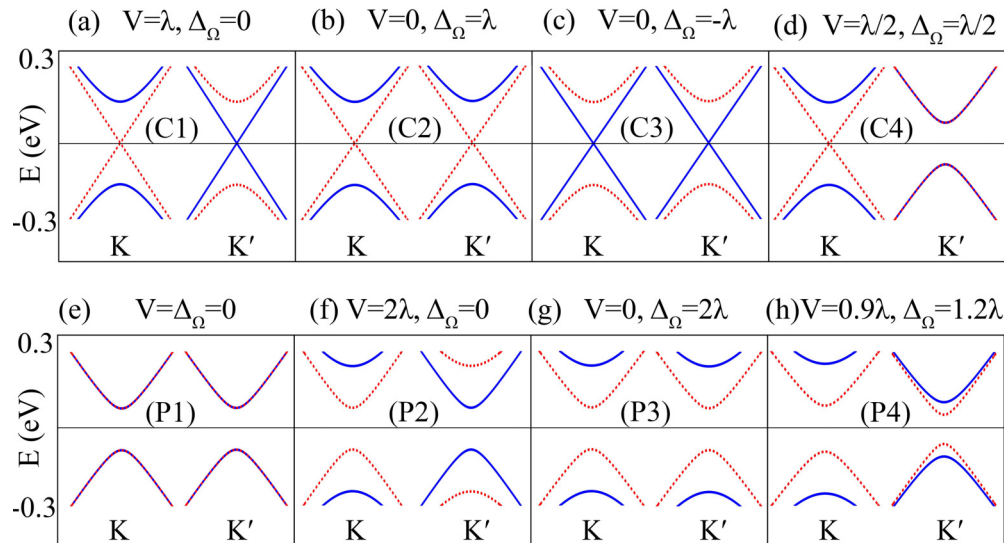 (a) V=λ, Δ_Ω=0 (b) V=0, Δ_Ω=λ (c) V=0, Δ_Ω=-λ (d) V=λ/2, Δ_Ω=λ/2
0.3
E (eV)
-0.3
(C1) (C2) (C3) (C4)
K K′ K K′ K K′ K K′
(e) V=Δ_Ω=0 (f) V=2λ, Δ_Ω=0 (g) V=0, Δ_Ω=2λ (h)V=0.9λ, Δ_Ω=1.2λ
0.3
E (eV)
-0.3
(P1) (P2) (P3) (P4)
K K′ K K′ K K′ K K′